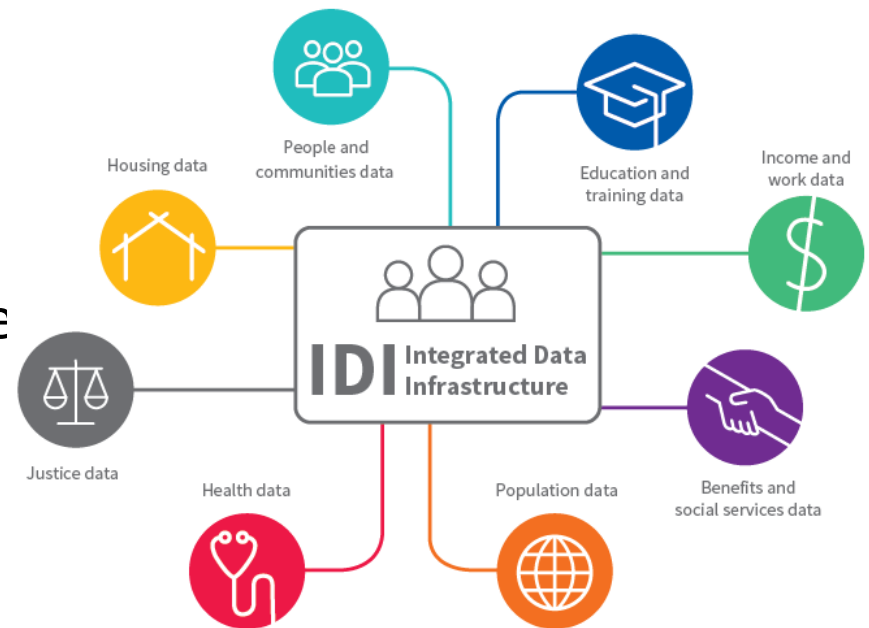 People and
communities data
Education and
training data
Income and
work data
Housing data
IDI Integrated Data
Infrastructure
Justice data
Health data
Population data
Benefits and
social services data